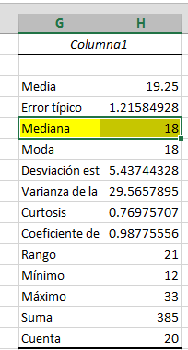 G H
Columna1
Media 19.25
Error típico 1.21584928
Mediana 18
Moda 18
Desviación est 5.43744328
Varianza de la 29.5657895
Curtosis 0.76975707
Coeficiente de 0.98775556
Rango 21
Mínimo 12
Máximo 33
Suma 385
Cuenta 20